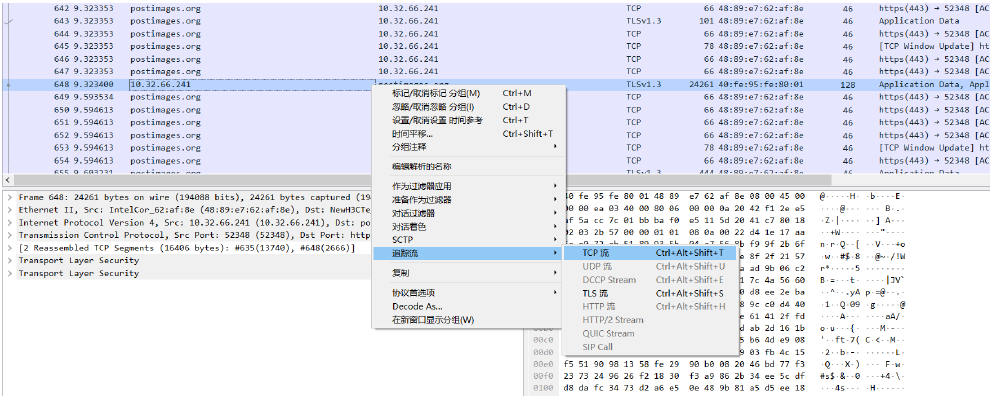 642 9.323353 postimages.org 10.32.66.241 TCP 66 48:89:e7:62:af:8e 46 https(443) → 52348 [AC
643 9.323353 postimages.org 10.32.66.241 TLSv1.3 101 48:89:e7:62:af:8e 46 Application Data
644 9.323353 postimages.org 10.32.66.241 TCP 66 48:89:e7:62:af:8e 46 https(443) → 52348 [AC
645 9.323353 postimages.org 10.32.66.241 TCP 78 48:89:e7:62:af:8e 46 [TCP Window Update] ht
646 9.323353 postimages.org 10.32.66.241 TCP 66 48:89:e7:62:af:8e 46 https(443) → 52348 [AC
647 9.323353 postimages.org 10.32.66.241 TCP 66 48:89:e7:62:af:8e 46 https(443) → 52348 [AC
648 9.323400 10.32.66.241 postimages.org TLSv1.3 24261 40:fe:95:fe:80:01 128 Application Data, Appl
649 9.593534 postimages.org 66 48:89:e7:62:af:8e 46 https(443) → 52348 [AC
650 9.594613 postimages.org TCP 66 48:89:e7:62:af:8e 46 https(443) → 52348 [AC
651 9.594613 postimages.org TCP 66 48:89:e7:62:af:8e 46 https(443) → 52348 [AC
652 9.594613 postimages.org TCP 66 48:89:e7:62:af:8e 46 https(443) → 52348 [AC
653 9.594613 postimages.org TCP 78 48:89:e7:62:af:8e 46 [TCP Window Update] ht
654 9.594613 postimages.org TCP 66 48:89:e7:62:af:8e 46 https(443) → 52348 [AC
标记/取消标记 分组(M) Ctrl+M
忽略/取消忽略 分组(I) Ctrl+D
设置/取消设置 时间参考 Ctrl+T
时间平移... Ctrl+Shift+T
分组注释
编辑解析的名称
作为过滤器应用
准备作为过滤器
对话过滤器
对话着色
SCTP
追踪流
复制
协议首选项
Decode As...
在新窗口显示分组(W)
TCP 流 Ctrl+Alt+Shift+T
UDP 流 Ctrl+Alt+Shift+U
DCCP Stream Ctrl+Alt+Shift+E
TLS 流 Ctrl+Alt+Shift+S
HTTP 流 Ctrl+Alt+Shift+H
HTTP/2 Stream
QUIC Stream
SIP Call
Frame 648: 24261 bytes on wire (194088 bits), 24261 bytes captured (194
Ethernet II, Src: IntelCor_62:af:8e (48:89:e7:62:af:8e), Dst: NewH3CTe
Internet Protocol Version 4, Src: 10.32.66.241 (10.32.66.241), Dst: po
Transmission Control Protocol, Src Port: 52348 (52348), Dst Port: http
[2 Reassembled TCP Segments (16406 bytes): #635(13740), #648(2666)]
Transport Layer Security
Transport Layer Security
40 fe 95 fe 80 01 48 89 e7 62 af 8e 08 00 45 00
00e0 f5 51 90 98 13 58 fe 29 90 b0 08 20 46 bd 77 f3
00f0 23 73 24 96 26 f2 18 30 f3 a9 86 2b 34 ee 5c df
0100 d8 da fc 34 73 d2 a6 e5 0e 48 9b 81 a5 d5 ee 18